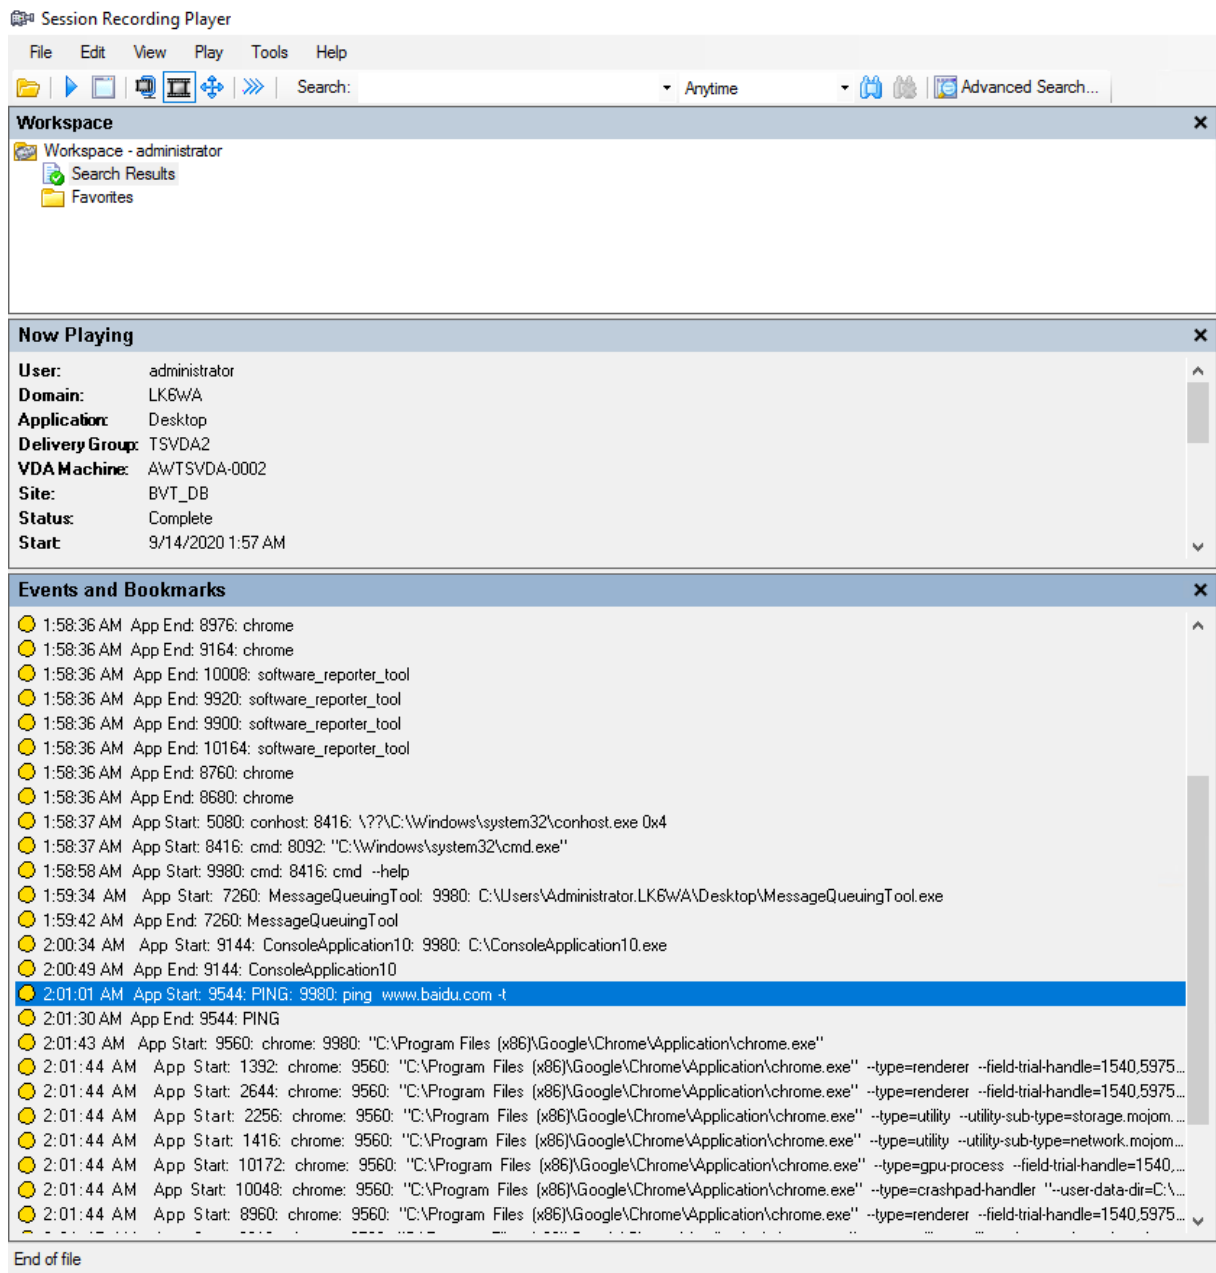 Session Recording Player
File Edit View Play Tools Help
Search: Anytime Advanced Search...
Workspace
Workspace - administrator
Search Results
Favorites
Now Playing
User: administrator
Domain: LK6WA
Application: Desktop
Delivery Group: TSVDA2
VDA Machine: AWTSVDA-0002
Site: BVT_DB
Status: Complete
Start: 9/14/2020 1:57 AM
Events and Bookmarks
1:58:36 AM App End: 8976: chrome
1:58:36 AM App End: 9164: chrome
1:58:36 AM App End: 10008: software_reporter_tool
1:58:36 AM App End: 9920: software_reporter_tool
1:58:36 AM App End: 9900: software_reporter_tool
1:58:36 AM App End: 10164: software_reporter_tool
1:58:36 AM App End: 8760: chrome
1:58:36 AM App End: 8680: chrome
1:58:37 AM App Start: 5080: conhost: 8416: \??\C:\Windows\system32\conhost.exe 0x4
1:58:37 AM App Start: 8416: cmd: 8092: "C:\Windows\system32\cmd.exe"
1:58:58 AM App Start: 9980: cmd: 8416: cmd --help
1:59:34 AM App Start: 7260: MessageQueuingTool: 9980: C:\Users\Administrator.LK6WA\Desktop\MessageQueuingTool.exe
1:59:42 AM App End: 7260: MessageQueuingTool
2:00:34 AM App Start: 9144: ConsoleApplication10: 9980: C:\ConsoleApplication10.exe
2:00:49 AM App End: 9144: ConsoleApplication10
2:01:01 AM App Start: 9544: PING: 9980: ping www.baidu.com -t
2:01:30 AM App End: 9544: PING
2:01:43 AM App Start: 9560: chrome: 9980: "C:\Program Files (x86)\Google\Chrome\Application\chrome.exe"
2:01:44 AM App Start: 1392: chrome: 9560: "C:\Program Files (x86)\Google\Chrome\Application\chrome.exe" --type=renderer --field-trial-handle=1540,5975...
2:01:44 AM App Start: 2644: chrome: 9560: "C:\Program Files (x86)\Google\Chrome\Application\chrome.exe" --type=renderer --field-trial-handle=1540,5975...
2:01:44 AM App Start: 2256: chrome: 9560: "C:\Program Files (x86)\Google\Chrome\Application\chrome.exe" --type=utility --utility-sub-type=storage.mojom....
2:01:44 AM App Start: 1416: chrome: 9560: "C:\Program Files (x86)\Google\Chrome\Application\chrome.exe" --type=utility --utility-sub-type=network.mojom...
2:01:44 AM App Start: 10172: chrome: 9560: "C:\Program Files (x86)\Google\Chrome\Application\chrome.exe" --type=gpu-process --field-trial-handle=1540,...
2:01:44 AM App Start: 10048: chrome: 9560: "C:\Program Files (x86)\Google\Chrome\Application\chrome.exe" --type=crashpad-handler "--user-data-dir=C:\...
2:01:44 AM App Start: 8960: chrome: 9560: "C:\Program Files (x86)\Google\Chrome\Application\chrome.exe" --type=renderer --field-trial-handle=1540,5975...
End of file